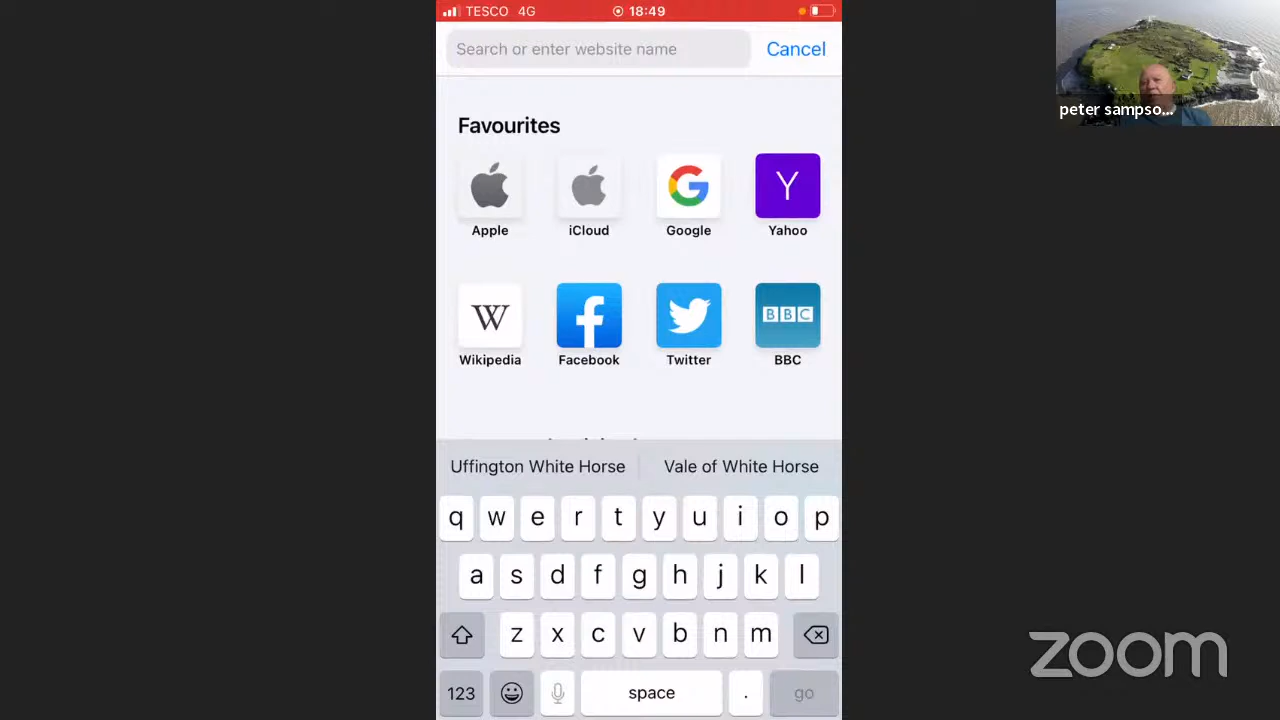 TESCO 4G 18:49
peter sampso...
Search or enter website name Cancel
Favourites
Y
BBC
W
Apple iCloud Google Yahoo
Wikipedia Facebook Twitter BBC
Uffington White Horse Vale of White Horse
q w e r t y u i o p
a s d f g h j k l
z x c v b n m
123 space . go
zoom